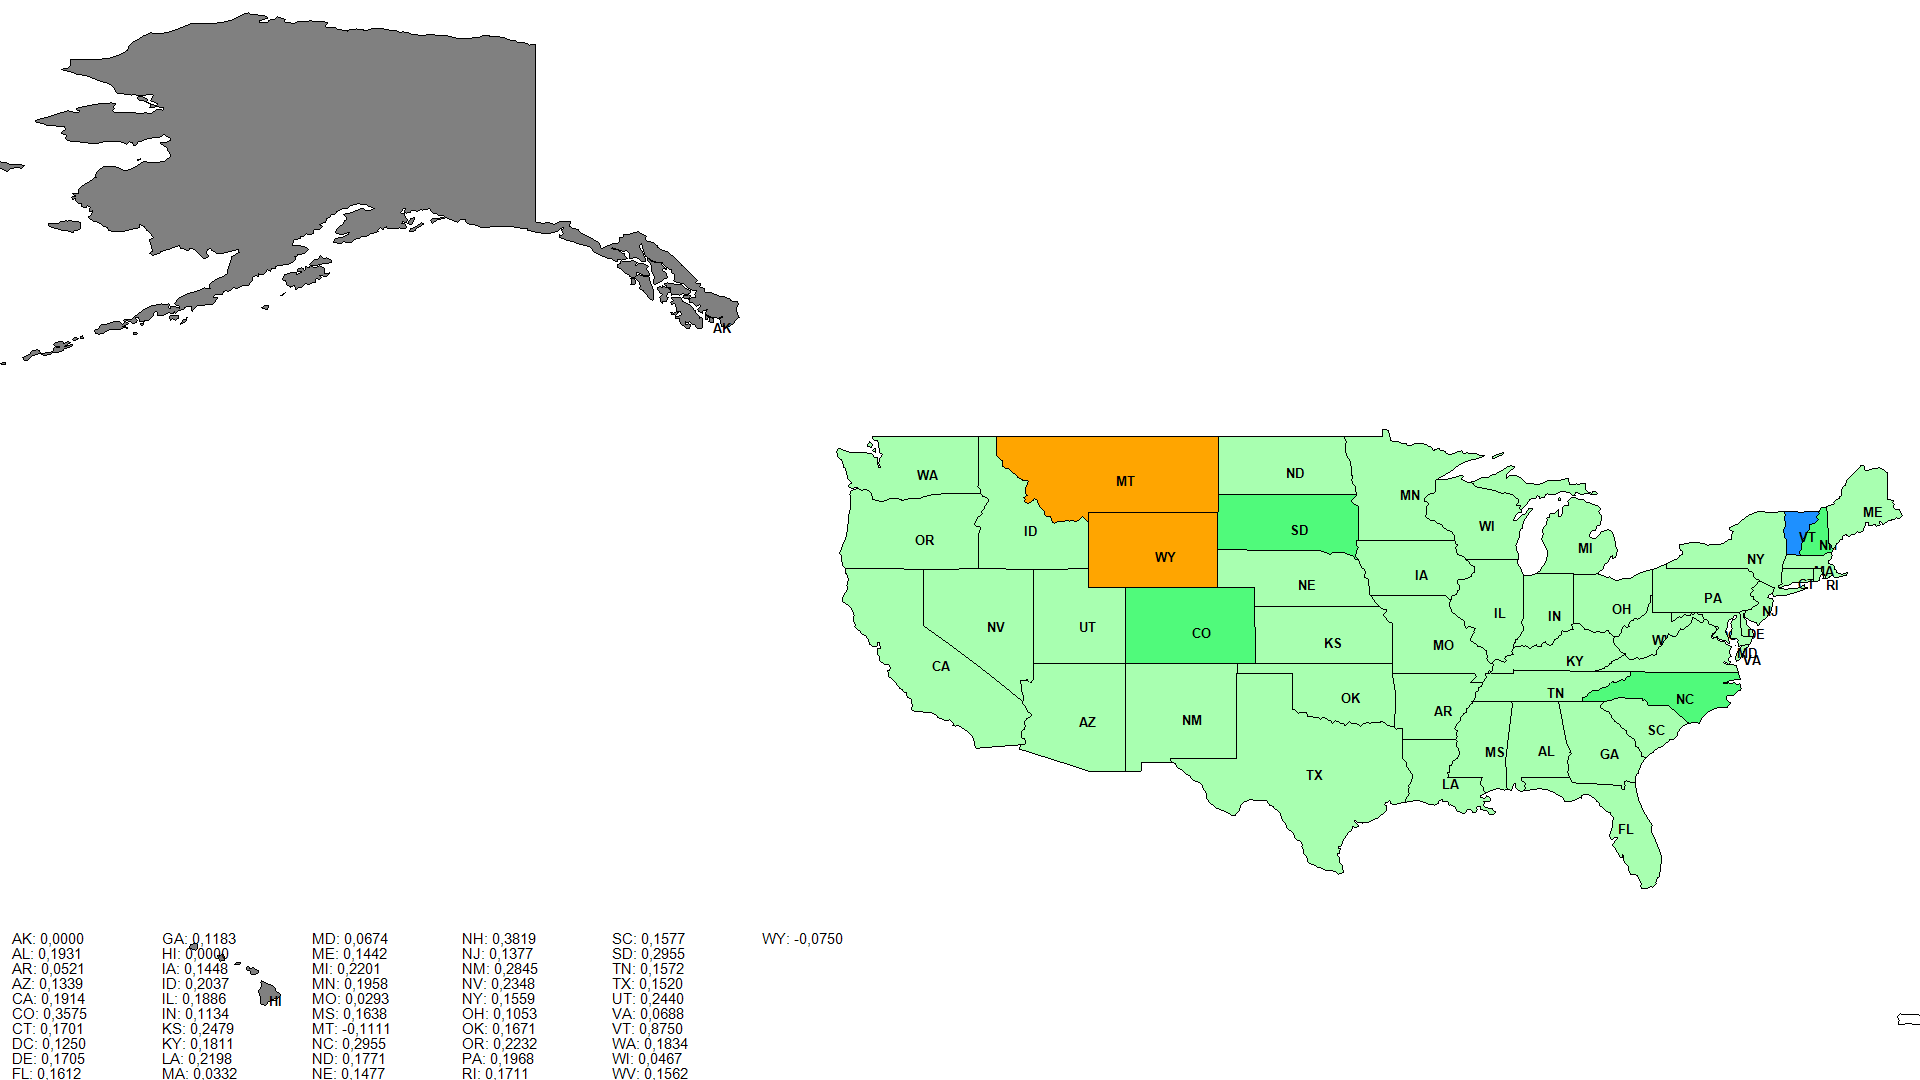 AK
WA
MT
ND
MN
ME
OR
ID
SD
WI
VT
WY
MI
NY
NE
IA
MA
CT
RI
PA
NV
UT
CO
IL
IN
OH
NJ
KS
MO
DE
CA
KY
MD
VA
AZ
NM
OK
AR
TN
NC
SC
MS
AL
GA
TX
LA
FL
HI
AK: 0,0000 GA: 0,1183 MD: 0,0674 NH: 0,3819 SC: 0,1577 WY: -0,0750
AL: 0,1931 HI: 0,0000 ME: 0,1442 NJ: 0,1377 SD: 0,2955
AR: 0,0521 IA: 0,1448 MI: 0,2201 NM: 0,2845 TN: 0,1572
AZ: 0,1339 ID: 0,2037 MN: 0,1958 NV: 0,2348 TX: 0,1520
CA: 0,1914 IL: 0,1886 MO: 0,0293 NY: 0,1559 UT: 0,2440
CO: 0,3575 IN: 0,1134 MS: 0,1638 OH: 0,1053 VA: 0,0688
CT: 0,1701 KS: 0,2479 MT: -0,1111 OK: 0,1671 VT: 0,8750
DC: 0,1250 KY: 0,1811 NC: 0,2955 OR: 0,2232 WA: 0,1834
DE: 0,1705 LA: 0,2198 ND: 0,1771 PA: 0,1968 WI: 0,0467
FL: 0,1612 MA: 0,0332 NE: 0,1477 RI: 0,1711 WV: 0,1562